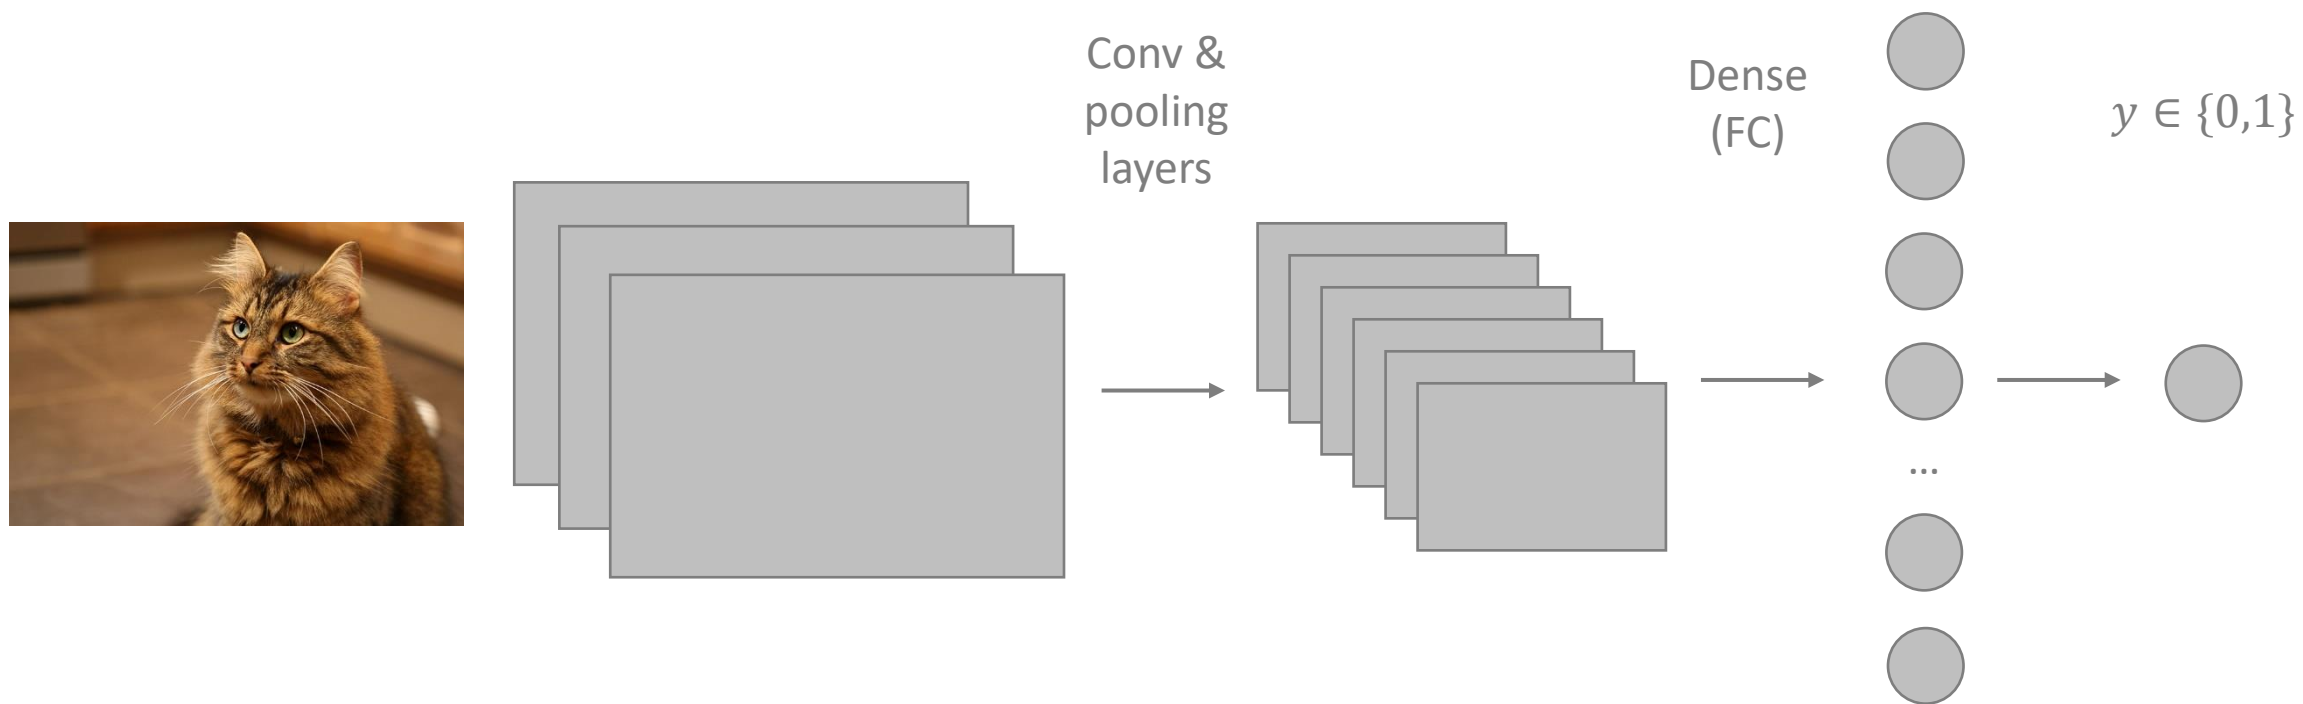 Conv &
pooling
layers
Dense
(FC)
y ∈ {0,1}
...